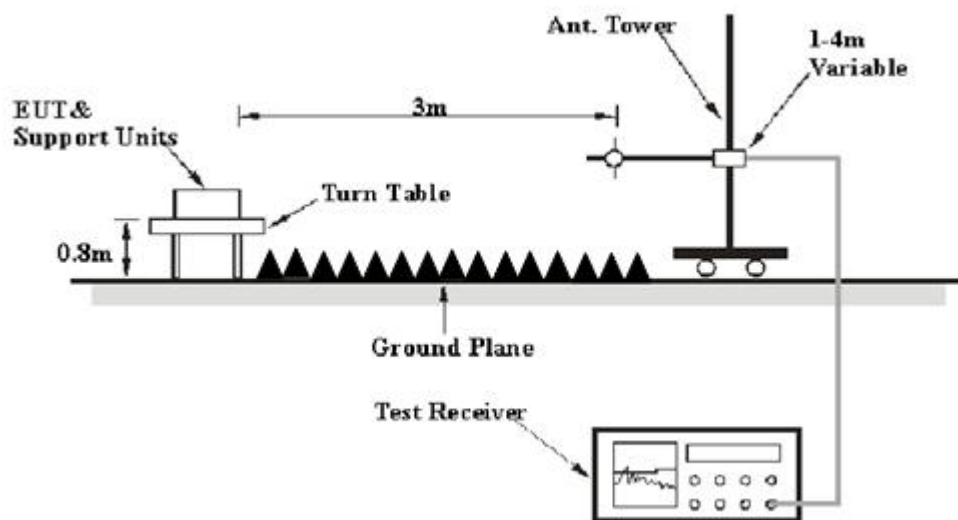 Ant. Tower
1-4m
Variable
3m
EUT&
Support Units
Turn Table
0.8m
Ground Plane
Test Receiver